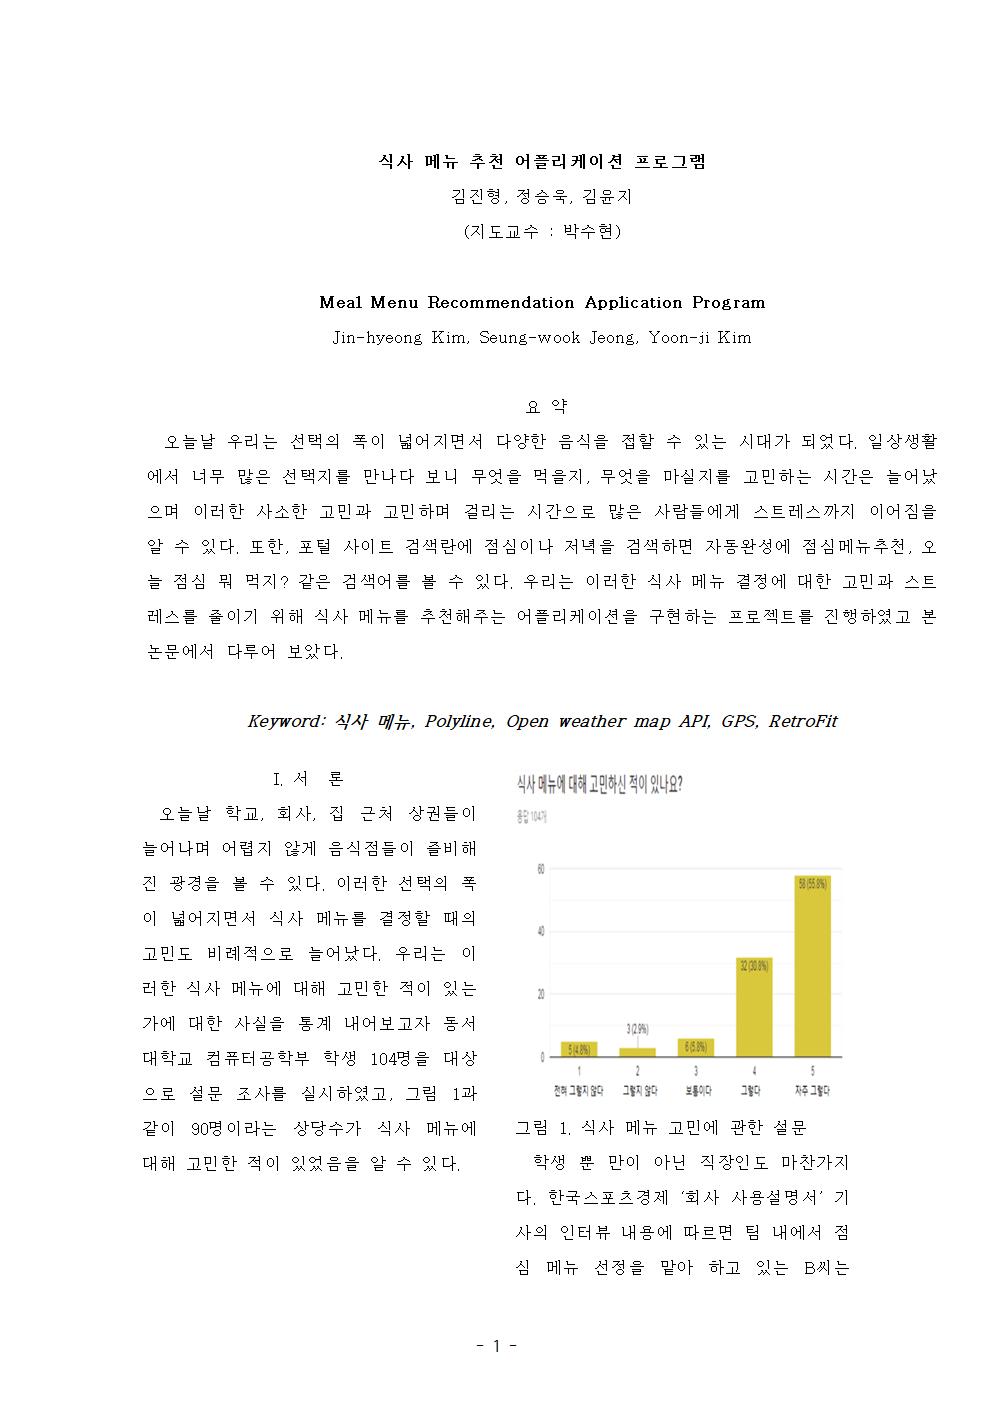 식사 메뉴 추천 어플리케이션 프로그램
김진형, 정승욱, 김윤지
(지도교수 : 박수현)
Meal Menu Recommendation Application Program
Jin-hyeong Kim, Seung-wook Jeong, Yoon-ji Kim
요 약
오늘날 우리는 선택의 폭이 넓어지면서 다양한 음식을 접할 수 있는 시대가 되었다. 일상생활
에서 너무 많은 선택지를 만나다 보니 무엇을 먹을지, 무엇을 마실지를 고민하는 시간은 늘어났
으며 이러한 사소한 고민과 고민하며 걸리는 시간으로 많은 사람들에게 스트레스까지 이어짐을
알 수 있다. 또한, 포털 사이트 검색란에 점심이나 저녁을 검색하면 자동완성에 점심메뉴추천, 오
늘 점심 뭐 먹지? 같은 검색어를 볼 수 있다. 우리는 이러한 식사 메뉴 결정에 대한 고민과 스트
레스를 줄이기 위해 식사 메뉴를 추천해주는 어플리케이션을 구현하는 프로젝트를 진행하였고 본
논문에서 다루어 보았다.
Keyword: 식사 메뉴, Polyline, Open weather map API, GPS, RetroFit
I. 서 론
오늘날 학교, 회사, 집 근처 상권들이
늘어나며 어렵지 않게 음식점들이 즐비해
진 광경을 볼 수 있다. 이러한 선택의 폭
이 넓어지면서 식사 메뉴를 결정할 때의
고민도 비례적으로 늘어났다. 우리는 이
러한 식사 메뉴에 대해 고민한 적이 있는
가에 대한 사실을 통계 내어보고자 동서
대학교 컴퓨터공학부 학생 104명을 대상
으로 설문 조사를 실시하였고, 그림 1과
같이 90명이라는 상당수가 식사 메뉴에
대해 고민한 적이 있었음을 알 수 있다.
식사 메뉴에 대해 고민하신 적이 있나요?
응답 104개
60
40
20
0
5 (4.8%)
3 (2.9%)
6 (5.8%)
32 (30.8%)
58 (55.8%)
1 2 3 4 5
전혀 그렇지 않다 그렇지 않다 보통이다 그렇다 자주 그렇다
그림 1. 식사 메뉴 고민에 관한 설문
학생 뿐 만이 아닌 직장인도 마찬가지
다. 한국스포츠경제 ‘회사 사용설명서’ 기
사의 인터뷰 내용에 따르면 팀 내에서 점
심 메뉴 선정을 맡아 하고 있는 B씨는
- 1 -